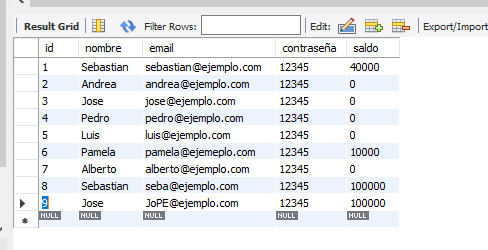 Result Grid Filter Rows: Edit: Export/Import
id nombre email contraseña saldo
1 Sebastian sebastian@ejemplo.com 12345 40000
2 Andrea andrea@ejemplo.com 12345 0
3 Jose jose@ejemplo.com 12345 0
4 Pedro pedro@ejemplo.com 12345 0
5 Luis luis@ejemplo.com 12345 0
6 Pamela pamela@ejemeplo.com 12345 10000
7 Alberto alberto@ejemplo.com 12345 0
8 Sebastian seba@ejemplo.com 12345 100000
9 Jose JoPE@ejemplo.com 12345 100000
NULL NULL NULL NULL NULL